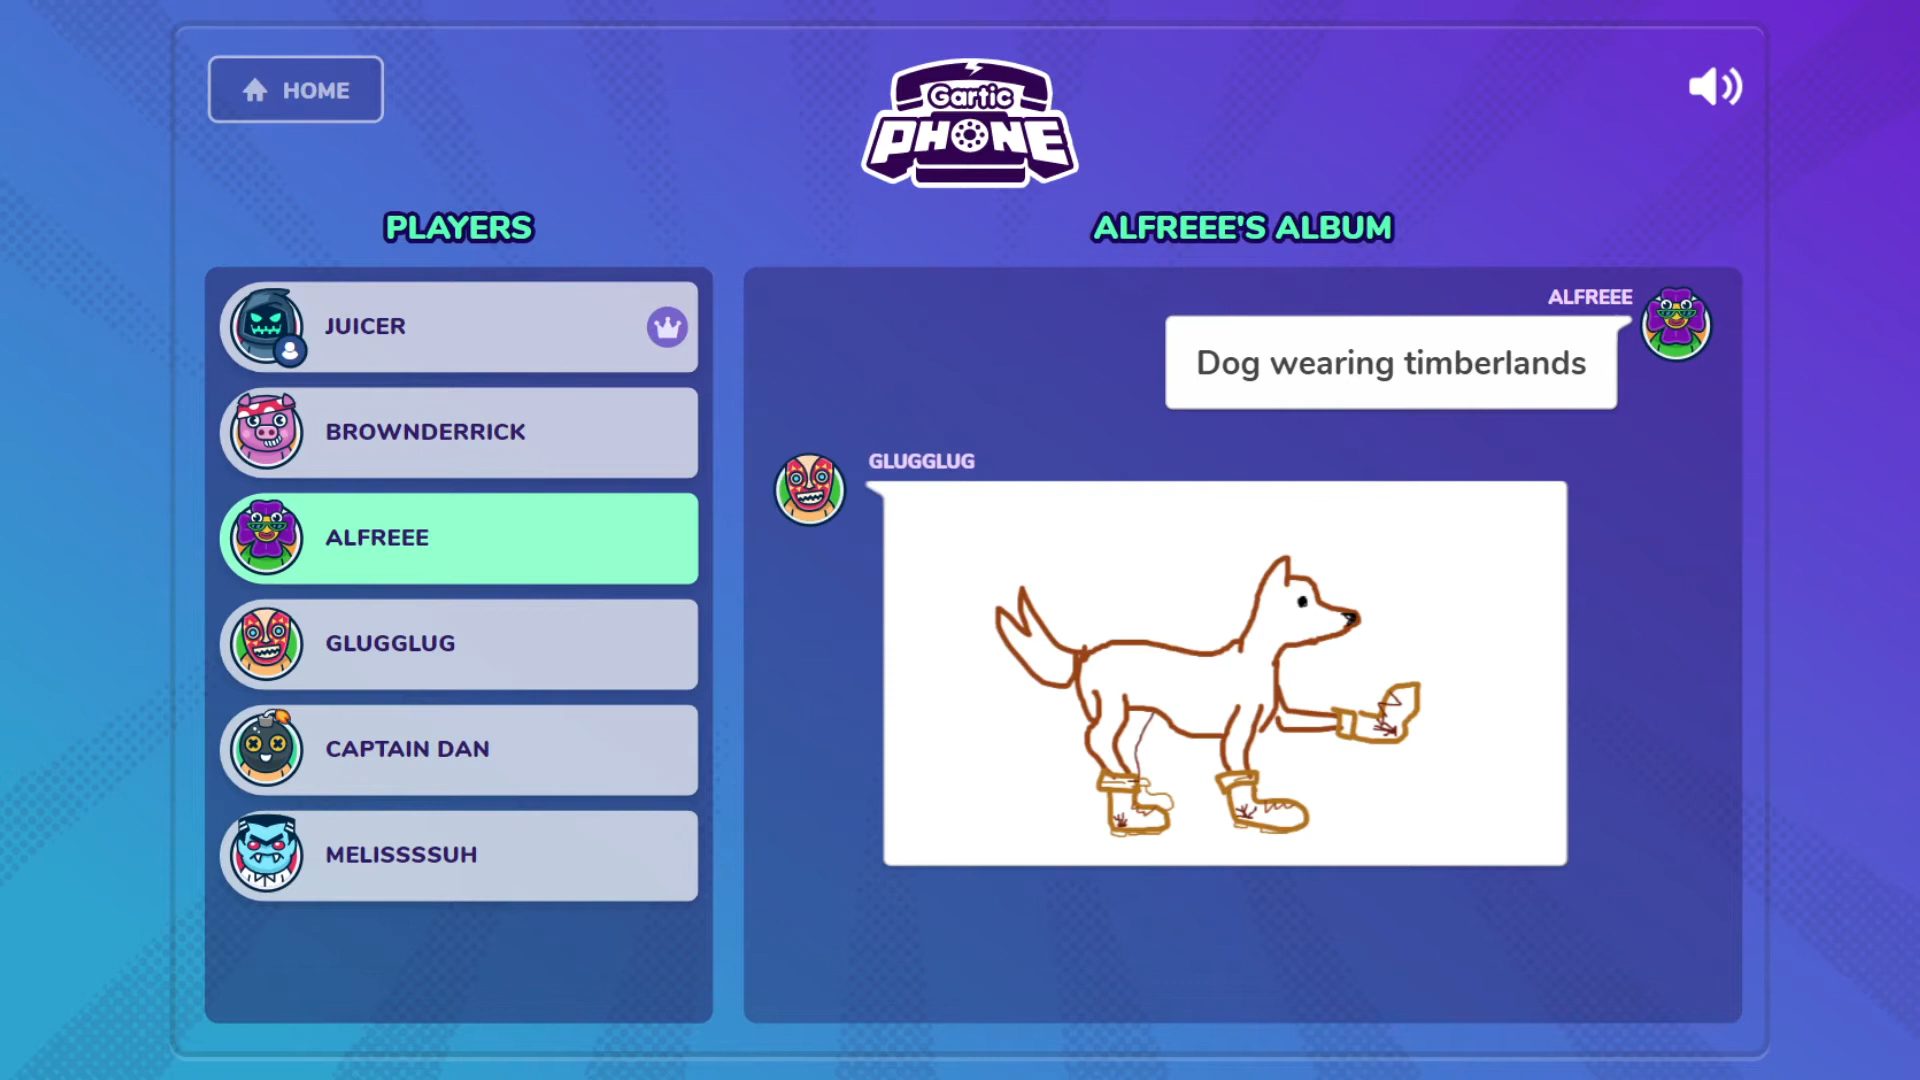 HOME
Gartic
PHONE
PLAYERS
JUICER
BROWNDERRICK
ALFREEE
GLUGGLUG
CAPTAIN DAN
MELISSSSUH
ALFREEE'S ALBUM
ALFREEE
Dog wearing timberlands
GLUGGLUG